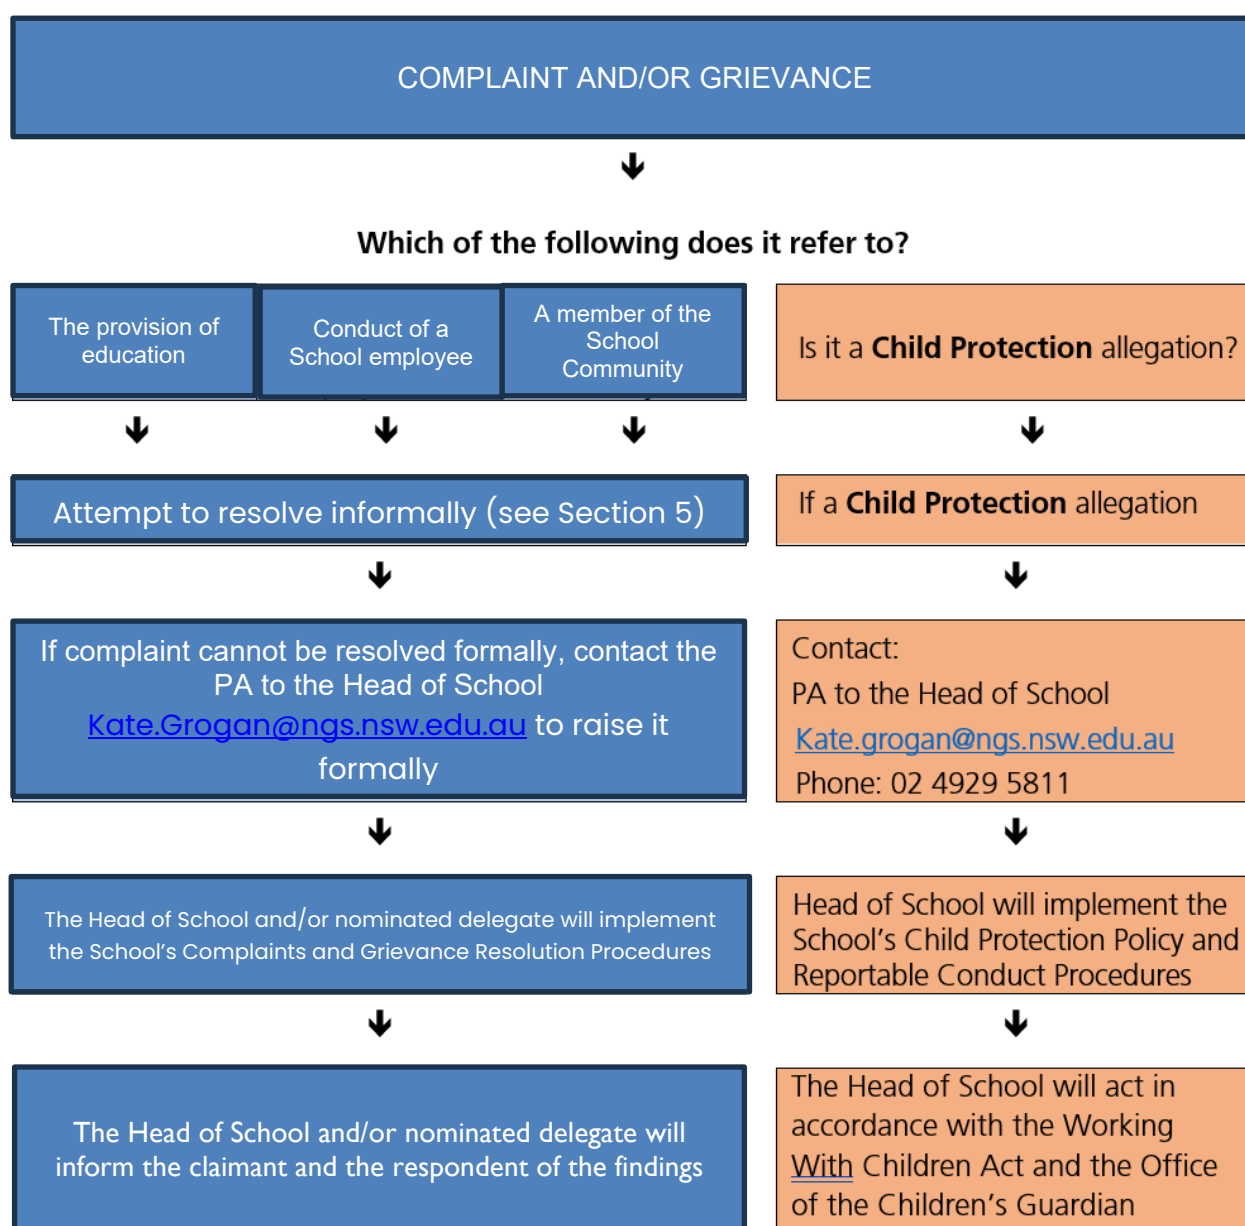 COMPLAINT AND/OR GRIEVANCE
Which of the following does it refer to?
The provision of
education
Conduct of a
School employee
A member of the
School
Community
Is it a Child Protection allegation?
Attempt to resolve informally (see Section 5)
If a Child Protection allegation
If complaint cannot be resolved formally, contact the
PA to the Head of School
Kate.Grogan@ngs.nsw.edu.au to raise it
formally
Contact:
PA to the Head of School
Kate.grogan@ngs.nsw.edu.au
Phone: 02 4929 5811
The Head of School and/or nominated delegate will implement
the School’s Complaints and Grievance Resolution Procedures
Head of School will implement the
School’s Child Protection Policy and
Reportable Conduct Procedures
The Head of School and/or nominated delegate will
inform the claimant and the respondent of the findings
The Head of School will act in
accordance with the Working
With Children Act and the Office
of the Children’s Guardian